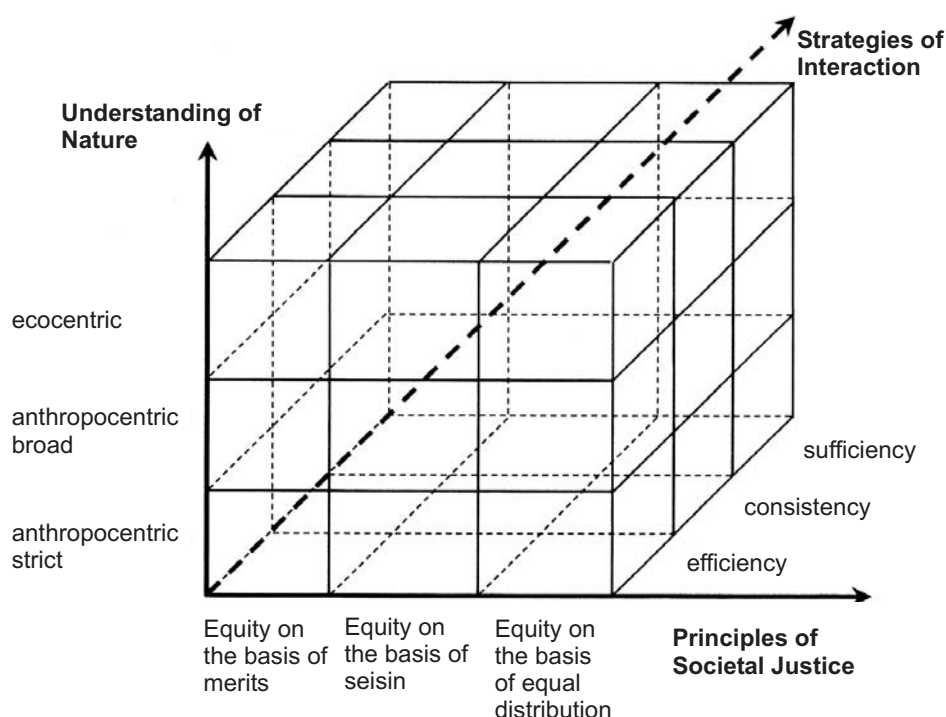 Strategies of
Interaction
Understanding of
Nature
ecocentric
anthropocentric
broad
anthropocentric
strict
sufficiency
consistency
efficiency
Equity on
the basis of
merits
Equity on
the basis of
seisin
Equity on
the basis
of equal
distribution
Principles of
Societal Justice